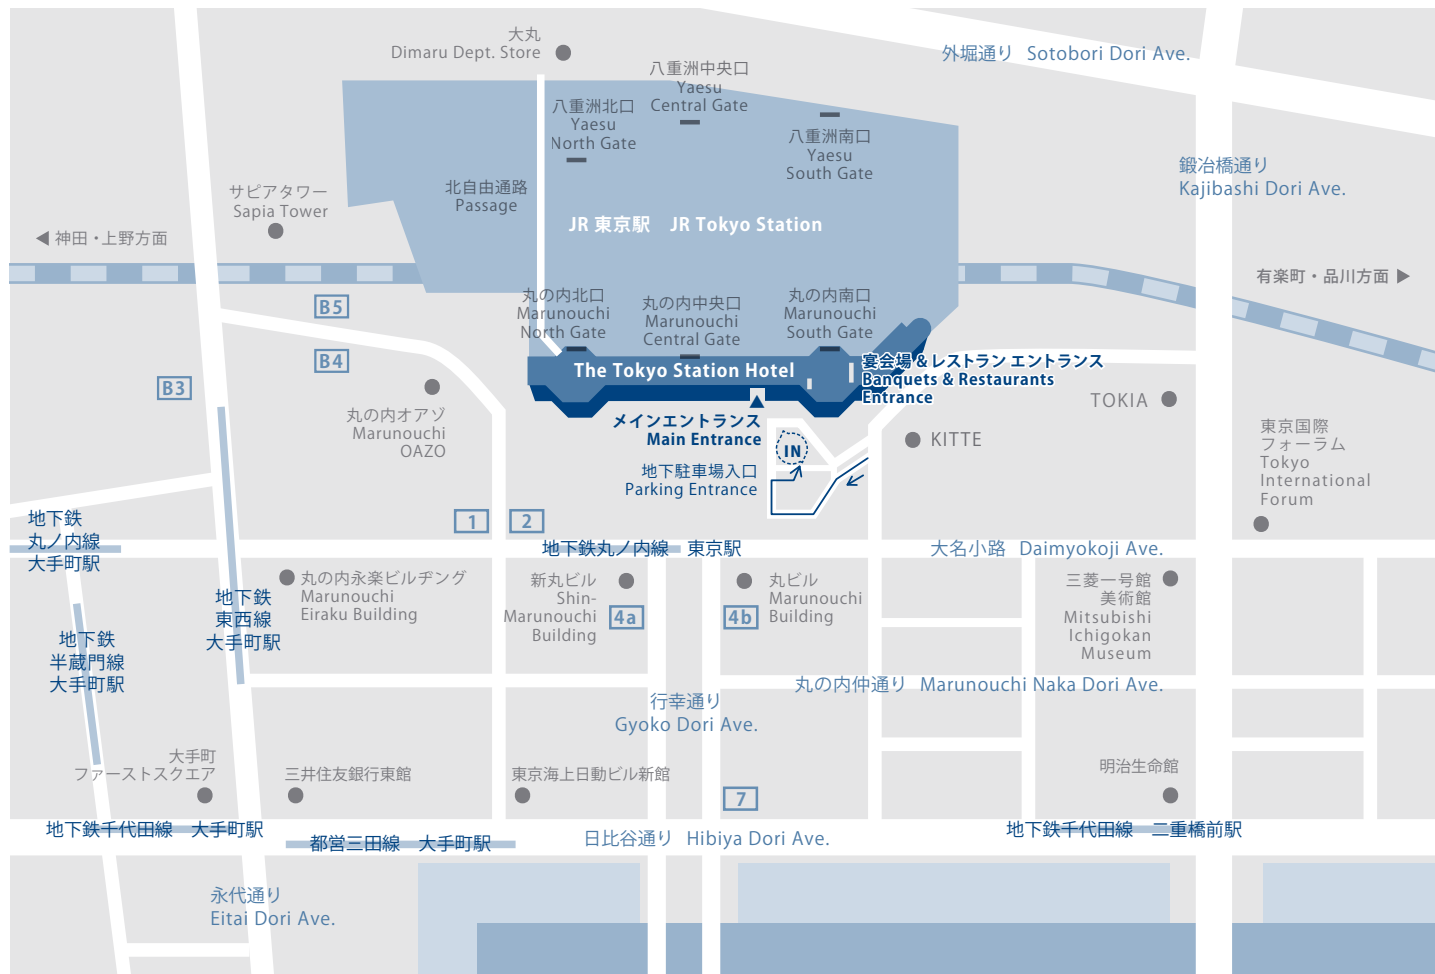 大丸
Dimaru Dept. Store
外堀通り Sotobori Dori Ave.
八重洲中央口
Yaesu
Central Gate
八重洲北口
Yaesu
North Gate
八重洲南口
Yaesu
South Gate
鍛冶橋通り
Kajibashi Dori Ave.
サピアタワー
Sapia Tower
北自由通路
Passage
JR 東京駅 JR Tokyo Station
◀ 神田・上野方面
有楽町・品川方面 ▶
丸の内北口
Marunouchi
North Gate
丸の内中央口
Marunouchi
Central Gate
丸の内南口
Marunouchi
South Gate
B5
B4
B3
The Tokyo Station Hotel
宴会場 & レストラン エントランス
Banquets & Restaurants
Entrance
メインエントランス
Main Entrance
丸の内オアゾ
Marunouchi
OAZO
TOKIA
KITTE
IN
地下駐車場入口
Parking Entrance
東京国際
フォーラム
Tokyo
International
Forum
1
2
地下鉄
丸ノ内線
大手町駅
地下鉄丸ノ内線 東京駅
大名小路 Daimyokoji Ave.
丸の内永楽ビルヂング
Marunouchi
Eiraku Building
新丸ビル
Shin-
Marunouchi
Building
4a
4b
丸ビル
Marunouchi
Building
三菱一号館
美術館
Mitsubishi
Ichigokan
Museum
地下鉄
東西線
大手町駅
地下鉄
半蔵門線
大手町駅
丸の内仲通り Marunouchi Naka Dori Ave.
行幸通り
Gyoko Dori Ave.
大手町
ファーストスクエア
三井住友銀行東館
東京海上日動ビル新館
7
明治生命館
地下鉄千代田線 大手町駅
都営三田線 大手町駅
日比谷通り Hibiya Dori Ave.
地下鉄千代田線 二重橋前駅
永代通り
Eitai Dori Ave.